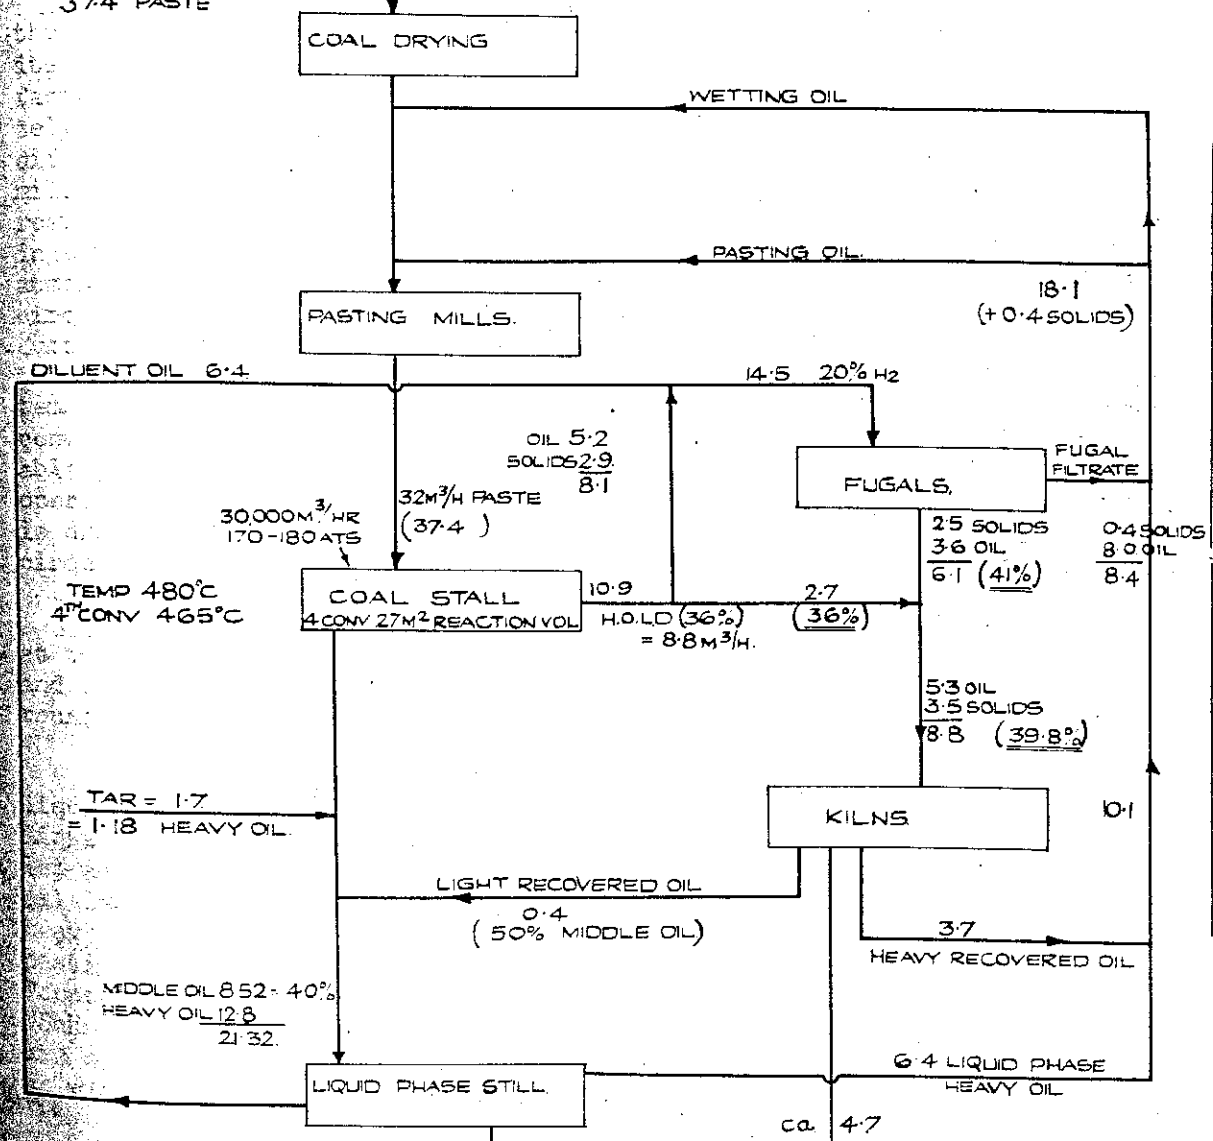 37.4 PASTE
COAL DRYING
WETTING OIL
PASTING OIL.
18.1
(+0.4 SOLIDS)
PASTING MILLS.
DILUENT OIL 6.4
14.5 20% H2
OIL 5.2
SOLIDS 2.9
8.1
FUGALS.
FUGAL
FILTRATE
32M³/H PASTE
(37.4 )
30,000M³/HR
170-180 ATS
2.5 SOLIDS
3.6 OIL
6.1 (41%)
0.4 SOLIDS
8.0 OIL
8.4
TEMP 480°C
4TH CONV 465°C
COAL STALL
4 CONV 27M² REACTION VOL
10.9
H.O.L.D (36%)
= 8.8 M³/H.
2.7
(36%)
5.3 OIL
3.5 SOLIDS
8.8 (39.8%)
TAR = 1.7
= 1.18 HEAVY OIL.
KILNS.
10.1
LIGHT RECOVERED OIL
0.4
( 50% MIDDLE OIL)
3.7
HEAVY RECOVERED OIL
MIDDLE OIL 8.52 = 40%
HEAVY OIL 12.8
21.32.
LIQUID PHASE STILL.
6.4 LIQUID PHASE
HEAVY OIL
ca 4.7